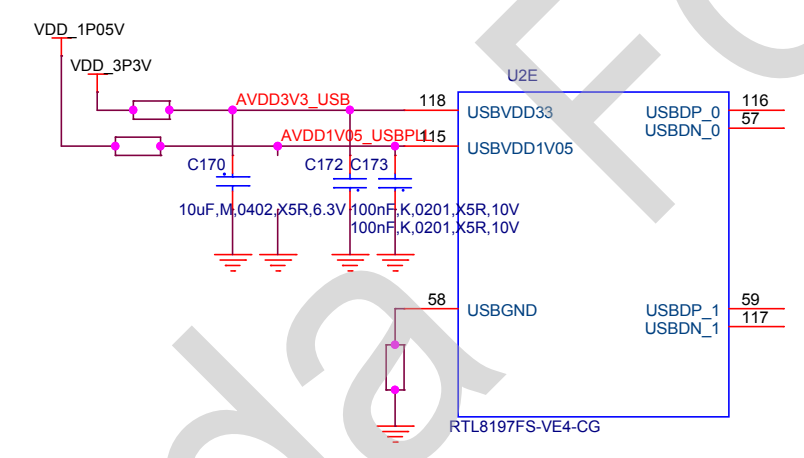 VDD_1P05V
VDD_3P3V
U2E
AVDD3V3_USB
118
USBVDD33
USBDP_0
116
USBDN_0
57
AVDD1V05_USBPLL
115
USBVDD1V05
C170
C172
C173
10uF,M,0402,X5R,6.3V
100nF,K,0201,X5R,10V
100nF,K,0201,X5R,10V
58
USBGND
USBDP_1
59
USBDN_1
117
RTL8197FS-VE4-CG